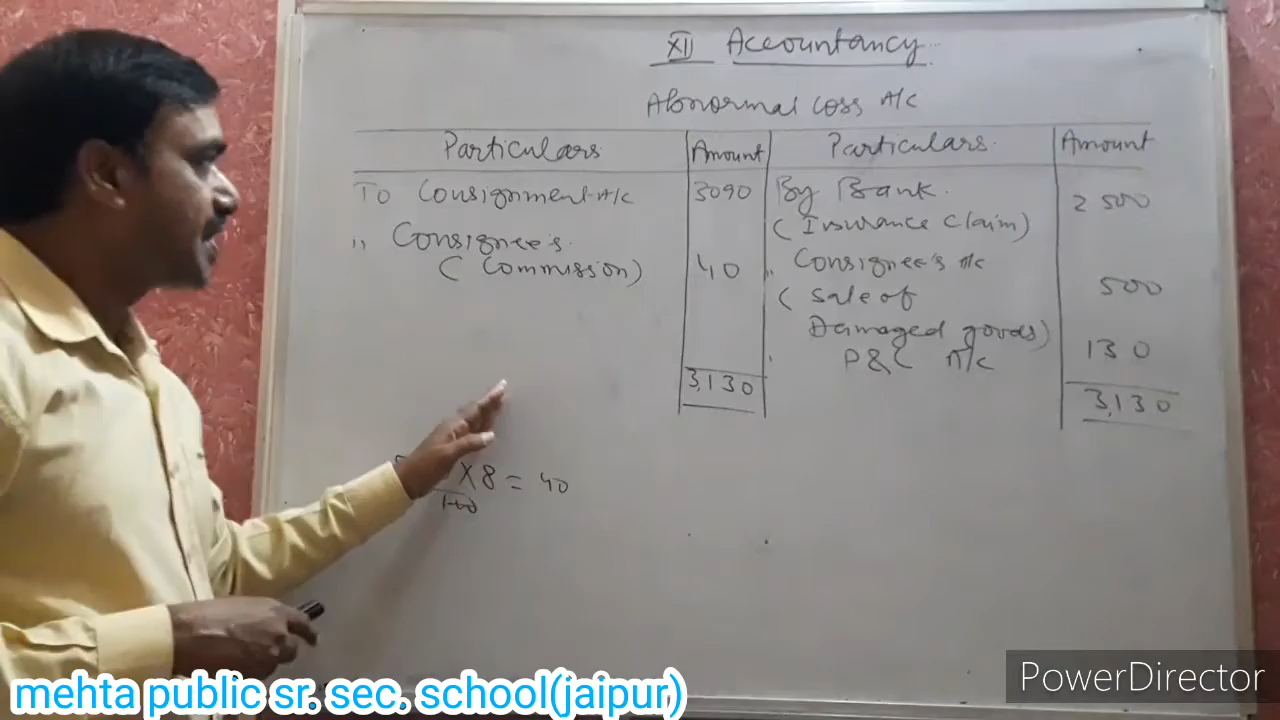 XII Accountancy
Abnormal Loss A/c
Particulars Amount Particulars. Amount
To Consignment A/c 3090 By Bank. 2500
(Insurance Claim)
,, Consignee's.
(Commission) 40 ,, Consignee's A/c
(Sale of 500
Damaged goods)
P&L A/c 130
3,130 3,130
X 8 = 40
100
mehta public sr. sec. school(jaipur)
PowerDirector